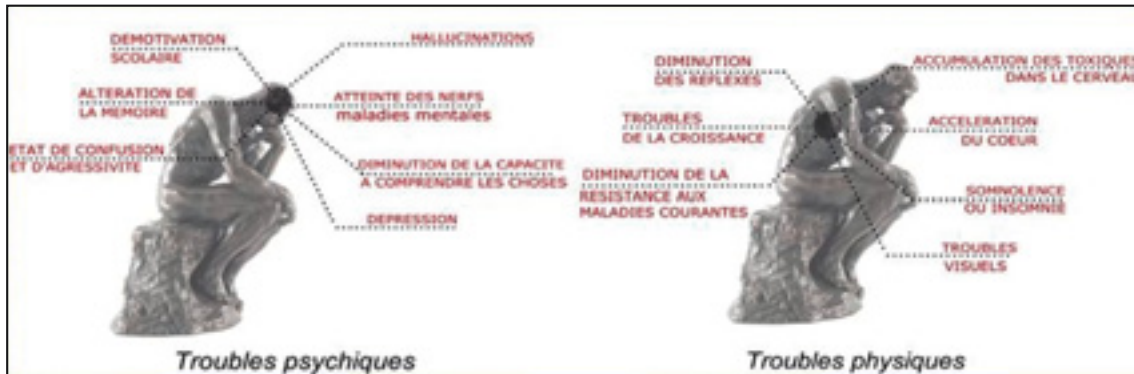 DEMOTIVATION
SCOLAIRE
HALLUCINATIONS
ALTERATION DE
LA MEMOIRE
ATTEINTE DES NERFS
maladies mentales
ETAT DE CONFUSION
ET D'AGRESSIVITE
DIMINUTION DE LA CAPACITE
A COMPRENDRE LES CHOSES
DEPRESSION
Troubles psychiques
DIMINUTION
DES REFLEXES
ACCUMULATION DES TOXIQUES
DANS LE CERVEAU
TROUBLES
DE LA CROISSANCE
ACCELERATION
DU COEUR
DIMINUTION DE LA
RESISTANCE AUX
MALADIES COURANTES
SOMNOLENCE
OU INSOMNIE
TROUBLES
VISUELS
Troubles physiques